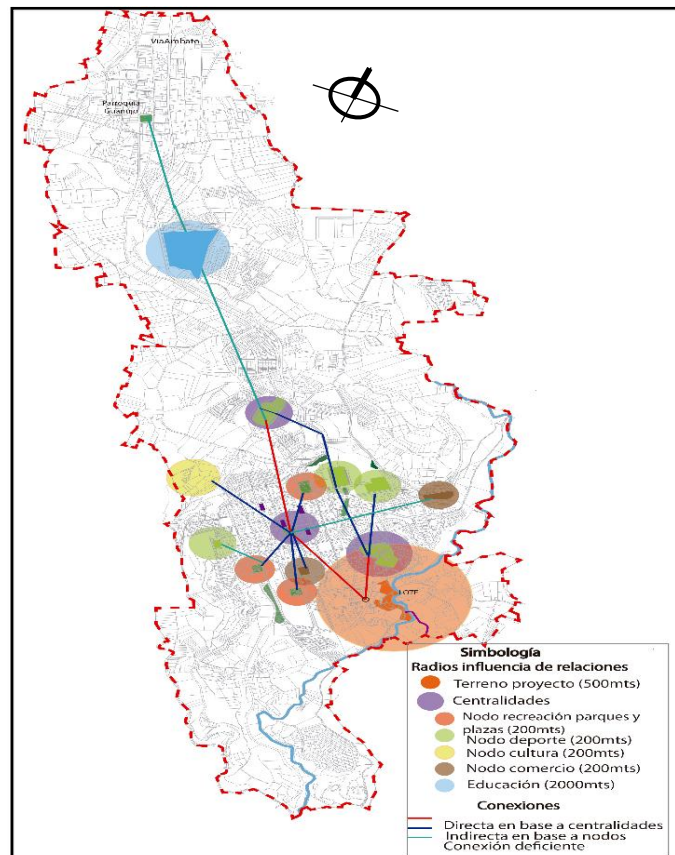 ViaAmbato
Parroquia
Guanujo
LOTE
Simbología
Radios influencia de relaciones
Terreno proyecto (500mts)
Centralidades
Nodo recreación parques y
plazas (200mts)
Nodo deporte (200mts)
Nodo cultura (200mts)
Nodo comercio (200mts)
Educación (2000mts)
Conexiones
Directa en base a centralidades
Indirecta en base a nodos
Conexión deficiente